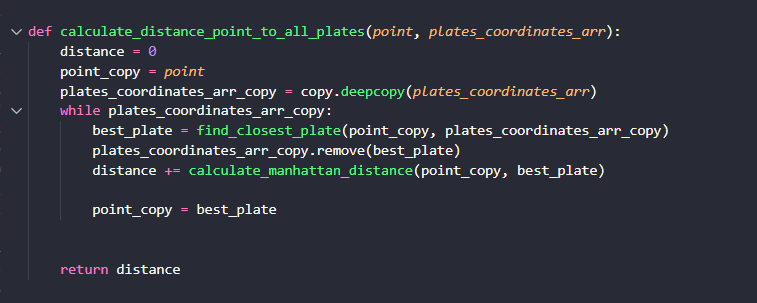 def calculate_distance_point_to_all_plates(point, plates_coordinates_arr):
    distance = 0
    point_copy = point
    plates_coordinates_arr_copy = copy.deepcopy(plates_coordinates_arr)
    while plates_coordinates_arr_copy:
        best_plate = find_closest_plate(point_copy, plates_coordinates_arr_copy)
        plates_coordinates_arr_copy.remove(best_plate)
        distance += calculate_manhattan_distance(point_copy, best_plate)
        point_copy = best_plate
    return distance